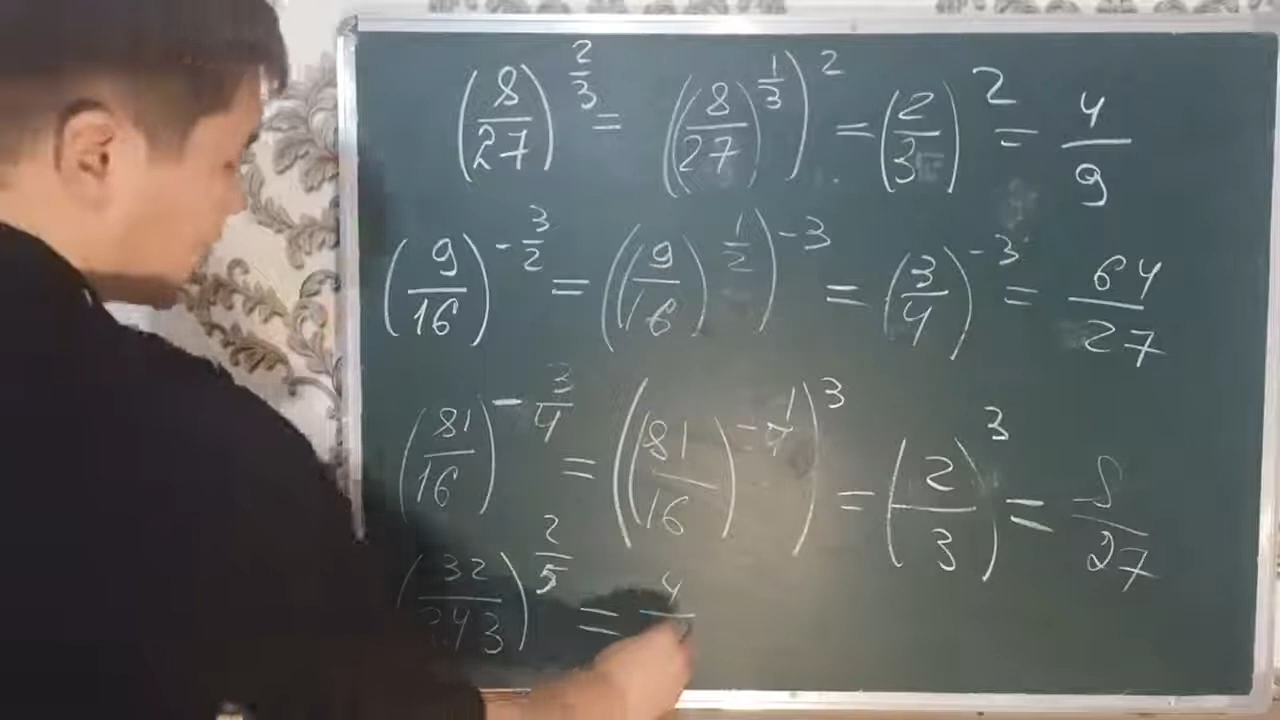 (8/27)^(2/3) = ((8/27)^(1/3))^2 = (2/3)^2 = 4/9
(9/16)^(-3/2) = ((9/16)^(1/2))^(-3) = (3/4)^(-3) = 64/27
(81/16)^(-3/4) = ((81/16)^(-1/4))^3 = (2/3)^3 = 8/27
(32/243)^(2/5) = 4/